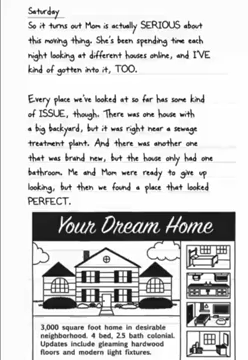 Saturday
So it turns out Mom is actually SERIOUS about
this moving thing. She's been spending time each
night looking at different houses online, and I'VE
kind of gotten into it, TOO.
Every place we've looked at so far has some kind
of ISSUE, though. There was one house with
a big backyard, but it was right near a sewage
treatment plant. And there was another one
that was brand new, but the house only had one
bathroom. Me and Mom were ready to give up
looking, but then we found a place that looked
PERFECT.
Your Dream Home
3,000 square foot home in desirable
neighborhood. 4 bed, 2.5 bath colonial.
Updates include gleaming hardwood
floors and modern light fixtures.